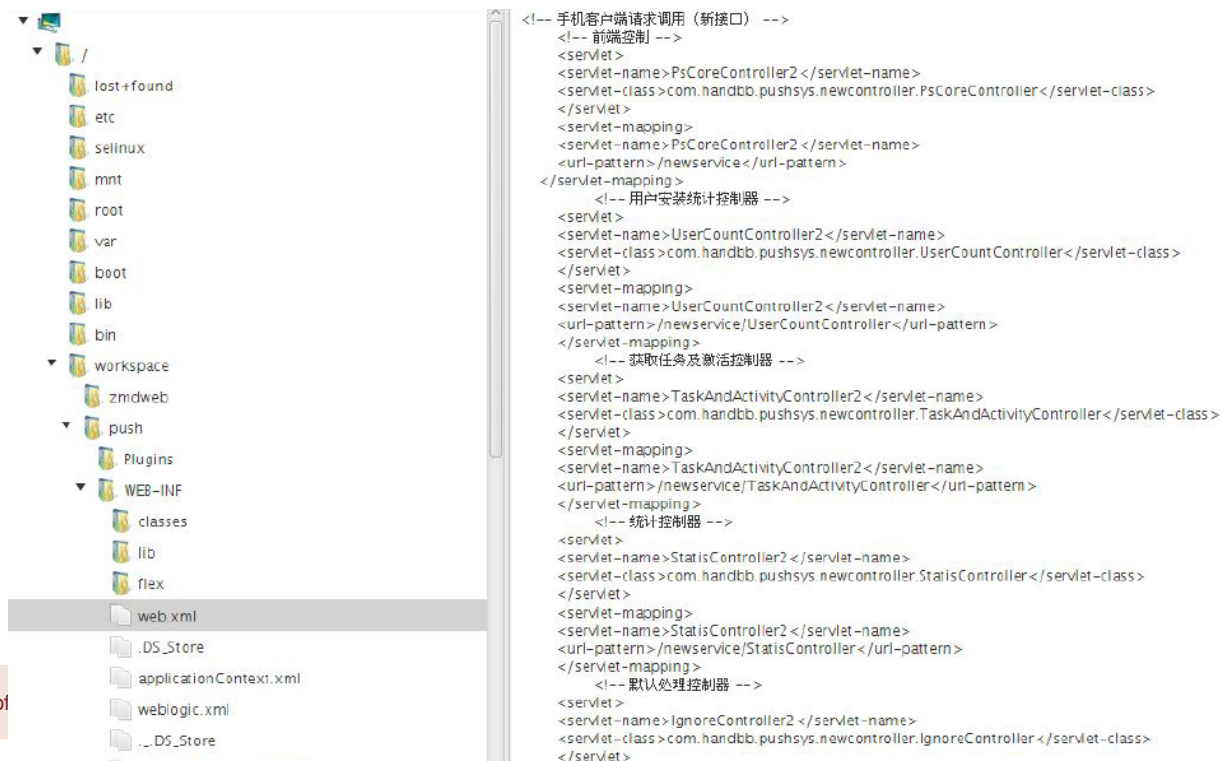 /
lost+found
etc
selinux
mnt
root
var
boot
lib
bin
workspace
zmdweb
push
Plugins
WEB-INF
classes
lib
flex
web.xml
.DS_Store
applicationContext.xml
weblogic.xml
._.DS_Store
of
<!-- 手机客户端请求调用（新接口） -->
<!-- 前端控制 -->
<servlet>
<servlet-name>PsCoreController2</servlet-name>
<servlet-class>com.handbb.pushsys.newcontroller.PsCoreController</servlet-class>
</servlet>
<servlet-mapping>
<servlet-name>PsCoreController2</servlet-name>
<url-pattern>/newservice</url-pattern>
</servlet-mapping>
<!-- 用户安装统计控制器 -->
<servlet>
<servlet-name>UserCountController2</servlet-name>
<servlet-class>com.handbb.pushsys.newcontroller.UserCountController</servlet-class>
</servlet>
<servlet-mapping>
<servlet-name>UserCountController2</servlet-name>
<url-pattern>/newservice/UserCountController</url-pattern>
</servlet-mapping>
<!-- 获取任务及激活控制器 -->
<servlet>
<servlet-name>TaskAndActivityController2</servlet-name>
<servlet-class>com.handbb.pushsys.newcontroller.TaskAndActivityController</servlet-class>
</servlet>
<servlet-mapping>
<servlet-name>TaskAndActivityController2</servlet-name>
<url-pattern>/newservice/TaskAndActivityController</url-pattern>
</servlet-mapping>
<!-- 统计控制器 -->
<servlet>
<servlet-name>StatisController2</servlet-name>
<servlet-class>com.handbb.pushsys.newcontroller.StatisController</servlet-class>
</servlet>
<servlet-mapping>
<servlet-name>StatisController2</servlet-name>
<url-pattern>/newservice/StatisController</url-pattern>
</servlet-mapping>
<!-- 默认处理控制器 -->
<servlet>
<servlet-name>IgnoreController2</servlet-name>
<servlet-class>com.handbb.pushsys.newcontroller.IgnoreController</servlet-class>
</servlet>